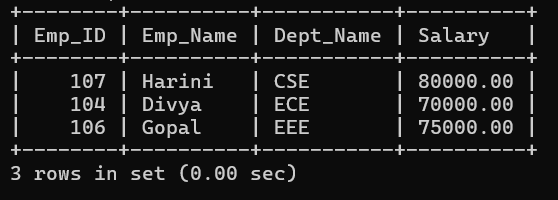 +--------+----------+-----------+----------+
| Emp_ID | Emp_Name | Dept_Name | Salary   |
+--------+----------+-----------+----------+
|    107 | Harini   | CSE       | 80000.00 |
|    104 | Divya    | ECE       | 70000.00 |
|    106 | Gopal    | EEE       | 75000.00 |
+--------+----------+-----------+----------+
3 rows in set (0.00 sec)